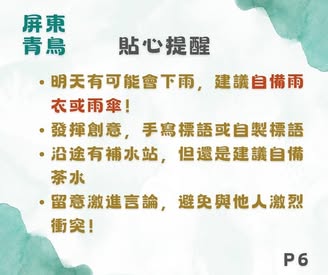 屏東
青鳥
貼心提醒
• 明天有可能會下雨，建議自備雨
衣或雨傘！
• 發揮創意，手寫標語或自製標語
• 沿途有補水站，但還是建議自備
茶水
• 留意激進言論，避免與他人激烈
衝突！
P6